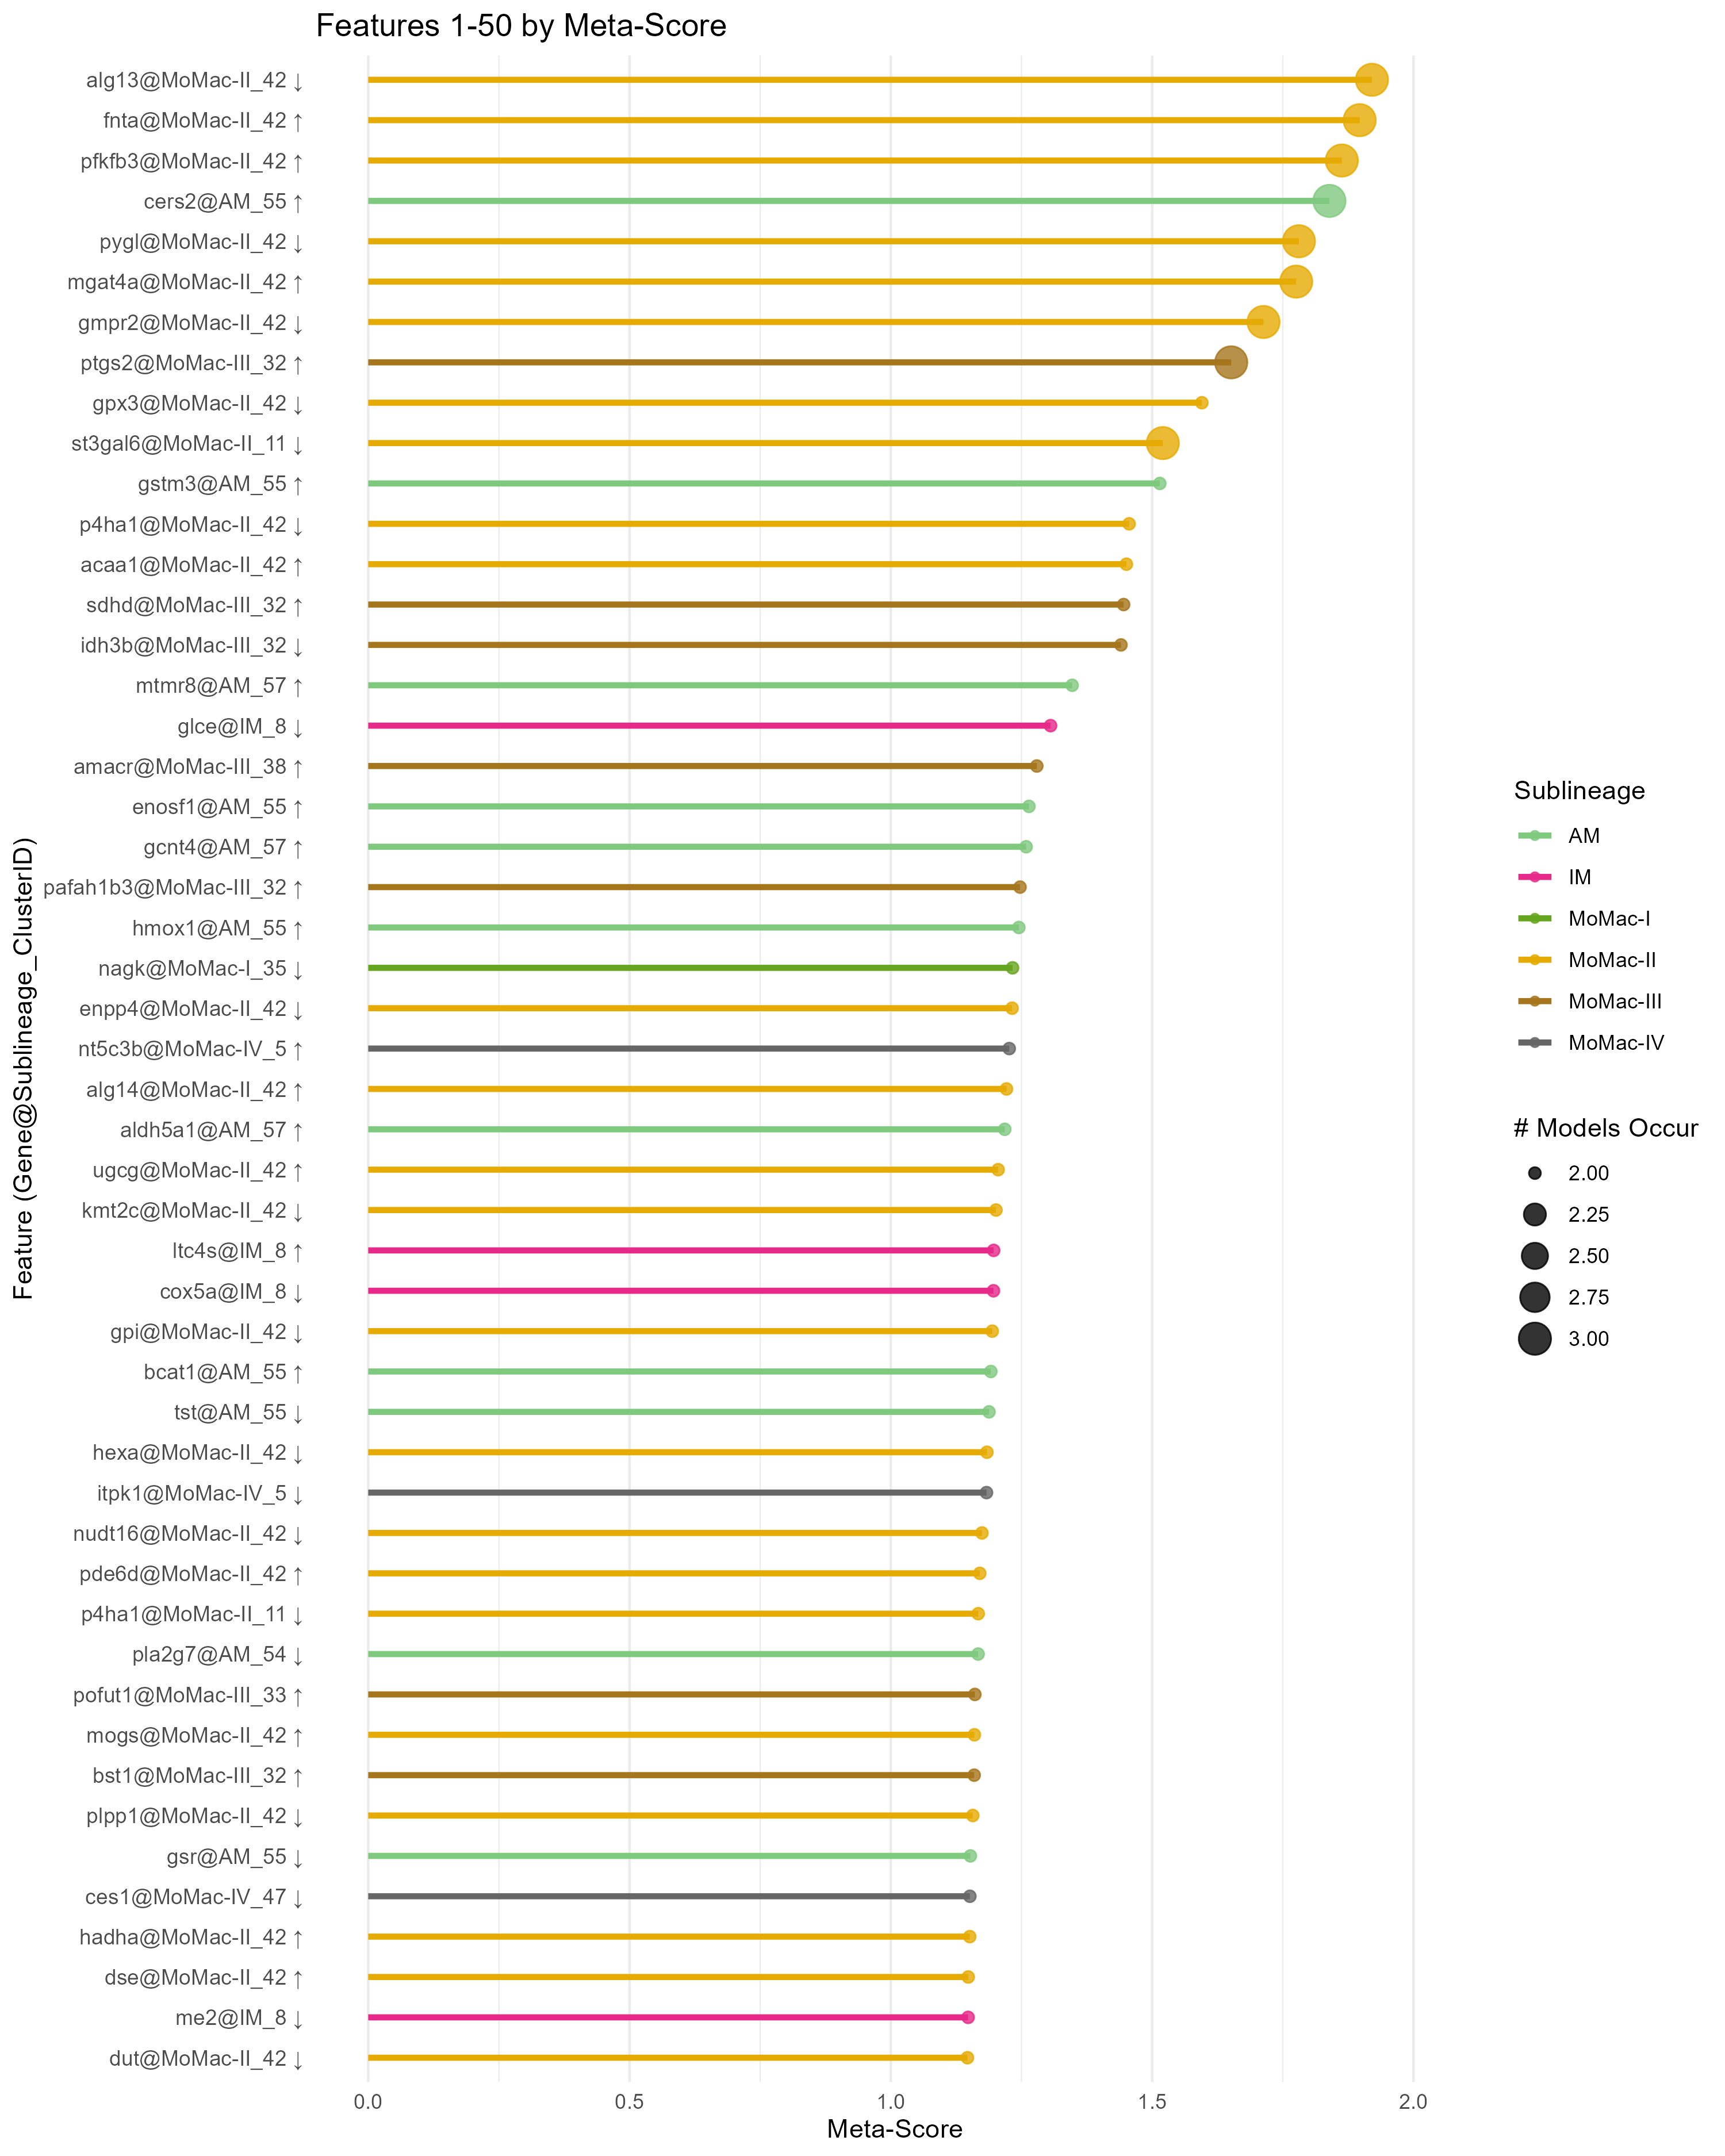 Features 1-50 by Meta-Score
alg13@MoMac-II_42 ↓
fnta@MoMac-II_42 ↑
pfkfb3@MoMac-II_42 ↑
cers2@AM_55 ↑
pygl@MoMac-II_42 ↓
mgat4a@MoMac-II_42 ↑
gmpr2@MoMac-II_42 ↓
ptgs2@MoMac-III_32 ↑
gpx3@MoMac-II_42 ↓
st3gal6@MoMac-II_11 ↓
gstm3@AM_55 ↑
p4ha1@MoMac-II_42 ↓
acaa1@MoMac-II_42 ↑
sdhd@MoMac-III_32 ↑
idh3b@MoMac-III_32 ↓
mtmr8@AM_57 ↑
glce@IM_8 ↓
amacr@MoMac-III_38 ↑
enosf1@AM_55 ↑
gcnt4@AM_57 ↑
pafah1b3@MoMac-III_32 ↑
hmox1@AM_55 ↑
nagk@MoMac-I_35 ↓
enpp4@MoMac-II_42 ↓
nt5c3b@MoMac-IV_5 ↑
alg14@MoMac-II_42 ↑
aldh5a1@AM_57 ↑
ugcg@MoMac-II_42 ↑
kmt2c@MoMac-II_42 ↓
ltc4s@IM_8 ↑
cox5a@IM_8 ↓
gpi@MoMac-II_42 ↓
bcat1@AM_55 ↑
tst@AM_55 ↓
hexa@MoMac-II_42 ↓
itpk1@MoMac-IV_5 ↓
nudt16@MoMac-II_42 ↓
pde6d@MoMac-II_42 ↑
p4ha1@MoMac-II_11 ↓
pla2g7@AM_54 ↓
pofut1@MoMac-III_33 ↑
mogs@MoMac-II_42 ↑
bst1@MoMac-III_32 ↑
plpp1@MoMac-II_42 ↓
gsr@AM_55 ↓
ces1@MoMac-IV_47 ↓
hadha@MoMac-II_42 ↑
dse@MoMac-II_42 ↑
me2@IM_8 ↓
dut@MoMac-II_42 ↓
Feature (Gene@Sublineage_ClusterID)
0.0 0.5 1.0 1.5 2.0
Meta-Score
Sublineage
AM
IM
MoMac-I
MoMac-II
MoMac-III
MoMac-IV
# Models Occur
2.00
2.25
2.50
2.75
3.00